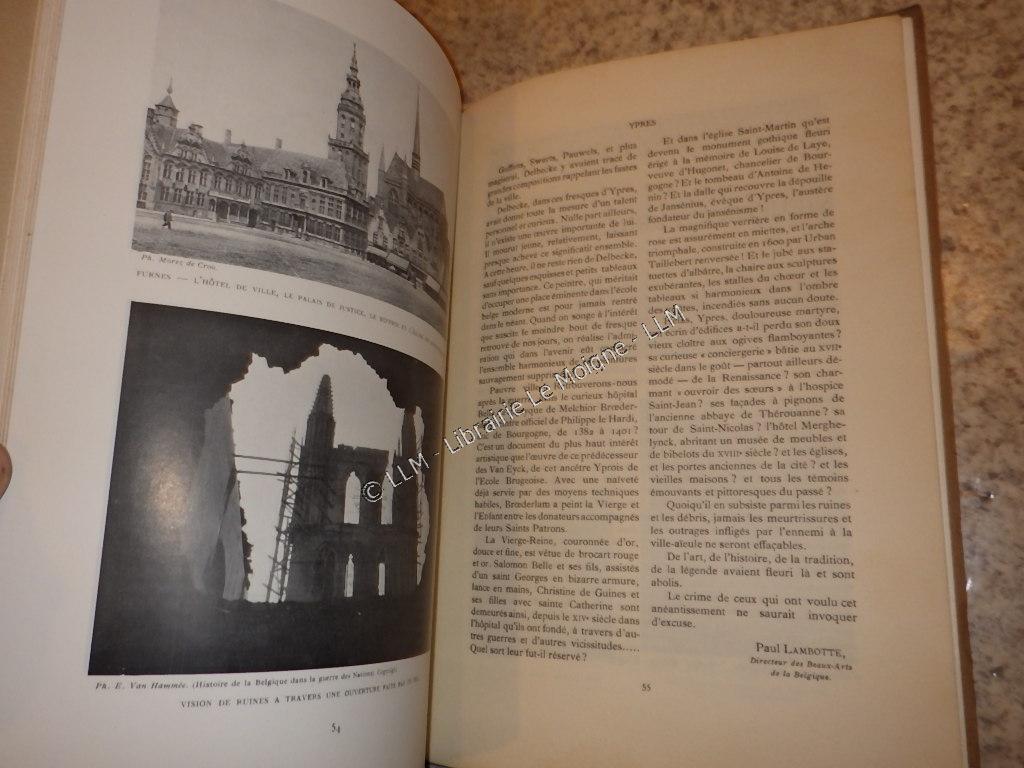 Ph. Morez de Croo.
FURNES — L'HÔTEL DE VILLE, LE PALAIS DE JUSTICE, LE
Ph. E. Van Hammée. (Histoire de la Belgique dans la guerre des Nations)
VISION DE RUINES A TRAVERS UNE OUVERTURE FAITE PAR UN
54
YPRES
Guffens, Swerts, Pauwels, et plus
magistral, Delbecke y avaient tracé de
grandes compositions rappelant les fastes
de la ville.
Delbecke, dans ces fresques d'Ypres,
avait donné toute la mesure d'un talent
personnel et curieux. Nulle part ailleurs,
il n'existe une œuvre importante de lui.
Il mourut jeune, relativement, laissant
presque achevé ce significatif ensemble.
A cette heure, il ne reste rien de Delbecke,
sauf quelques esquisses et petits tableaux
sans importance. Ce peintre, qui méritait
d'occuper une place éminente dans l'école
belge moderne est pour jamais rentré
dans le néant. Quand on songe à l'intérêt
que suscite le moindre bout de fresque
retrouvé de nos jours, on réalise l'admi-
ration qui dans l'avenir eût
l'ensemble harmonieux de
sauvagement
Pauvre ville retrouverons-nous
après la guerre, dans le curieux hôpital
de Melchior Brœder-
officiel de Philippe le Hardi,
de Bourgogne, de 1382 à 1401 ?
C'est un document du plus haut intérêt
artistique que l'œuvre de ce prédécesseur
des Van Eyck, de cet ancêtre Yprois de
l'Ecole Brugeoise. Avec une naïveté
déjà servie par des moyens techniques
habiles, Brœderlam a peint la Vierge et
l'Enfant entre les donateurs accompagnés
de leurs Saints Patrons.
La Vierge-Reine, couronnée d'or,
douce et fine, est vêtue de brocart rouge
et or. Salomon Belle et ses fils, assistés
d'un saint Georges en bizarre armure,
lance en mains, Christine de Guines et
ses filles avec sainte Catherine sont
demeurés ainsi, depuis le XIVe siècle dans
l'hôpital qu'ils ont fondé, à travers d'au-
tres guerres et d'autres vicissitudes.....
Quel sort leur fut-il réservé ?
Et dans l'église Saint-Martin qu'est
devenu le monument gothique fleuri
érigé à la mémoire de Louise de Laye,
veuve d'Hugonet, chancelier de Bour-
gogne ? Et le tombeau d'Antoine de He-
nin ? Et la dalle qui recouvre la dépouille
de Jansénius, évêque d'Ypres, l'austère
fondateur du jansénisme !
La magnifique verrière en forme de
rose est assurément en miettes, et l'arche
triomphale, construite en 1600 par Urban
Taillebert renversée ! Et le jubé aux sta-
tuettes d'albâtre, la chaire aux sculptures
exubérantes, les stalles du chœur et les
tableaux si harmonieux dans l'ombre
des incendiés sans aucun doute.
Ypres, douloureuse martyre,
écrin d'édifices a-t-il perdu son doux
vieux cloître aux ogives flamboyantes ?
sa curieuse « conciergerie » bâtie au XVIIe
siècle dans le goût — partout ailleurs dé-
modé — de la Renaissance ? son char-
mant « ouvroir des sœurs » à l'hospice
Saint-Jean ? ses façades à pignons de
l'ancienne abbaye de Thérouanne ? sa
tour de Saint-Nicolas ? l'hôtel Merghe-
lynck, abritant un musée de meubles et
de bibelots du XVIIIe siècle ? et les églises,
et les portes anciennes de la cité ? et les
vieilles maisons ? et tous les témoins
émouvants et pittoresques du passé ?
Quoiqu'il en subsiste parmi les ruines
et les débris, jamais les meurtrissures et
les outrages infligés par l'ennemi à la
ville-aïeule ne seront effaçables.
De l'art, de l'histoire, de la tradition,
de la légende avaient fleuri là et sont
abolis.
Le crime de ceux qui ont voulu cet
anéantissement ne saurait invoquer
d'excuse.
Paul LAMBOTTE,
Directeur des Beaux-Arts
de la Belgique.
55
© LLM - Librairie Le Moigne - LLM